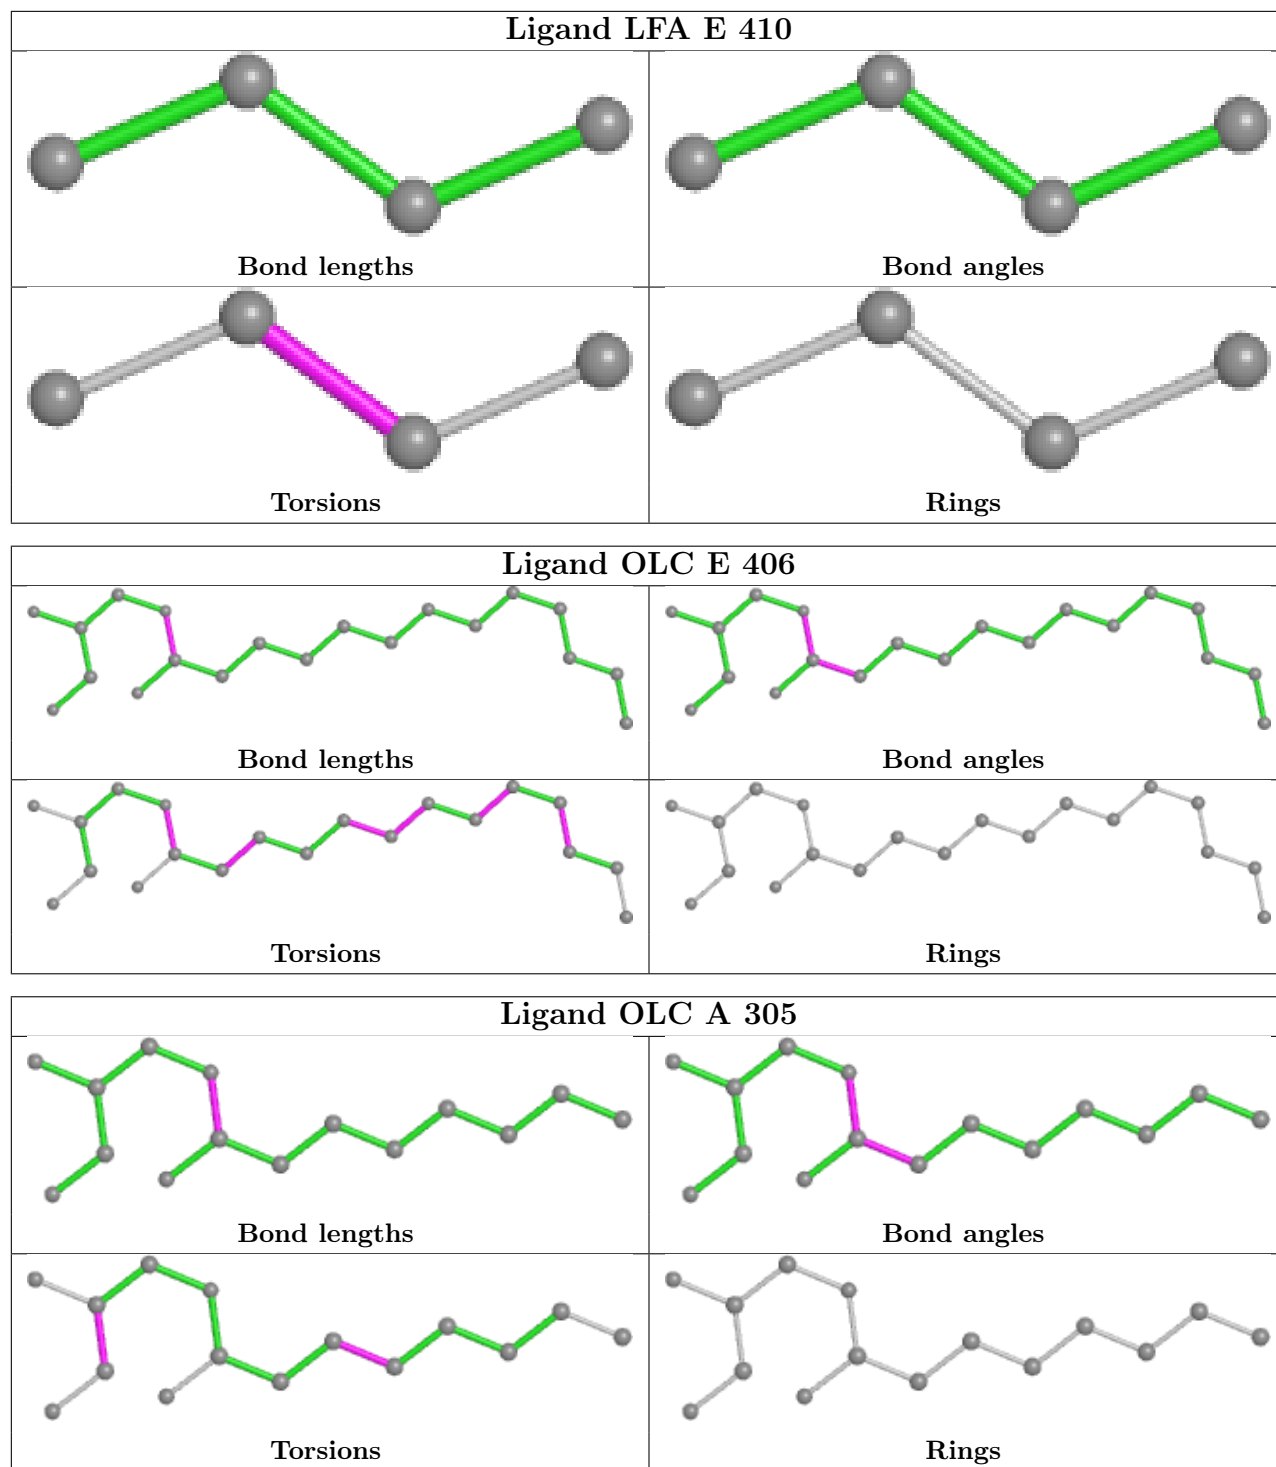 Ligand LFA E 410
Bond lengths
Bond angles
Torsions
Rings
Ligand OLC E 406
Bond lengths
Bond angles
Torsions
Rings
Ligand OLC A 305
Bond lengths
Bond angles
Torsions
Rings